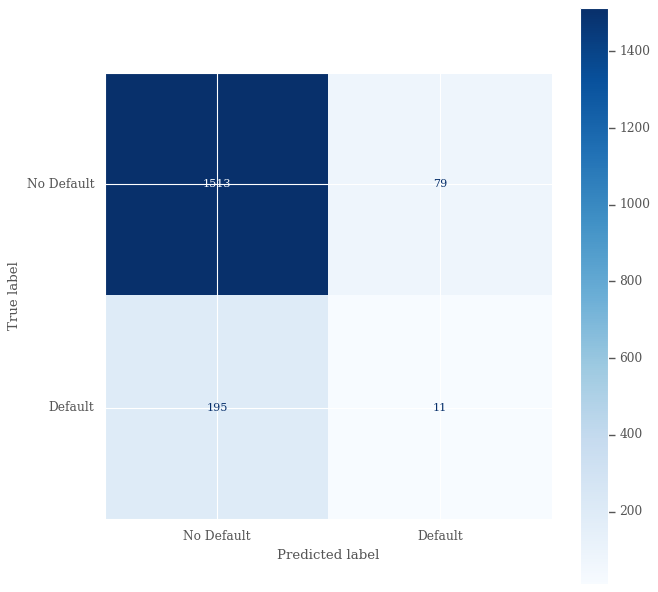 1400
1200
No Default
1513
79
1000
800
True label
600
Default
195
11
400
200
No Default
Default
Predicted label